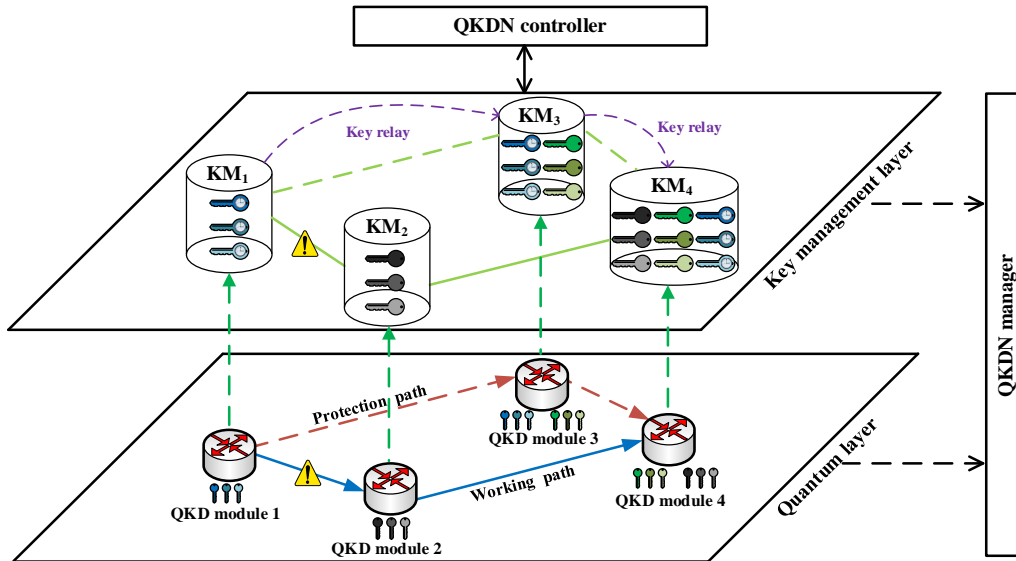 QKDN controller
KM3
Key relay
Key relay
KM1
KM4
KM2
Key management layer
QKDN manager
Protection path
QKD module 3
Working path
QKD module 4
QKD module 1
QKD module 2
Quantum layer